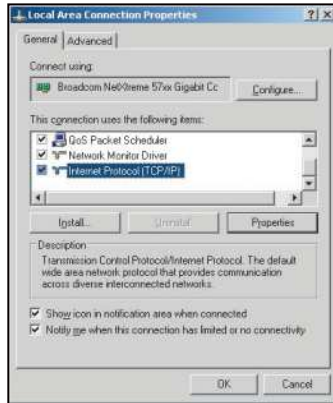 Local Area Connection Properties
General Advanced
Connect using:
Broadcom NetXtreme 57xx Gigabit Cc
Configure...
This connection uses the following items:
QoS Packet Scheduler
Network Monitor Driver
Internet Protocol (TCP/IP)
Install... Uninstall Properties
Description
Transmission Control Protocol/Internet Protocol. The default
wide area network protocol that provides communication
across diverse interconnected networks.
Show icon in notification area when connected
Notify me when this connection has limited or no connectivity
OK Cancel